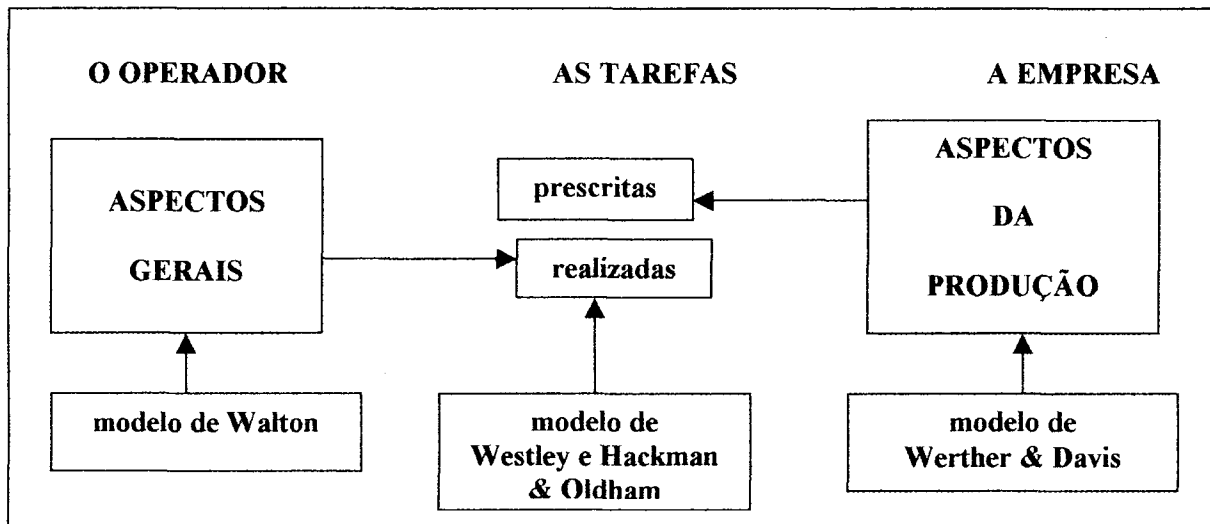 O OPERADOR
AS TAREFAS
A EMPRESA
ASPECTOS
GERAIS
prescritas
realizadas
ASPECTOS
DA
PRODUÇÃO
modelo de Walton
modelo de
Westley e Hackman
& Oldham
modelo de
Werther & Davis